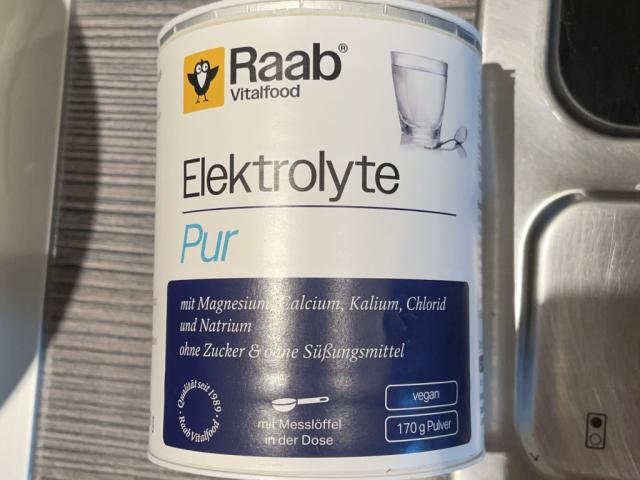 Raab®
Vitalfood
Elektrolyte
Pur
mit Magnesium, Calcium, Kalium, Chlorid
und Natrium
ohne Zucker & ohne Süßungsmittel
· Qualität seit 1989 ·
Raab Vitalfood
mit Messlöffel
in der Dose
vegan
170 g Pulver